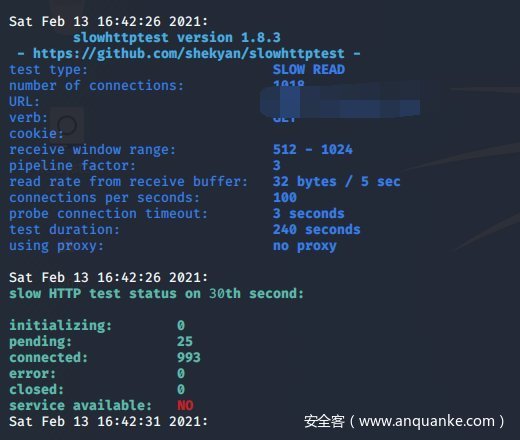 Sat Feb 13 16:42:26 2021:
slowhttptest version 1.8.3
- https://github.com/shekyan/slowhttptest -
test type: SLOW READ
number of connections: 1018
URL:
verb: GET
cookie:
receive window range: 512 - 1024
pipeline factor: 3
read rate from receive buffer: 32 bytes / 5 sec
connections per seconds: 100
probe connection timeout: 3 seconds
test duration: 240 seconds
using proxy: no proxy
Sat Feb 13 16:42:26 2021:
slow HTTP test status on 30th second:
initializing: 0
pending: 25
connected: 993
error: 0
closed: 0
service available: NO
Sat Feb 13 16:42:31 2021:
安全客（www.anquanke.com）